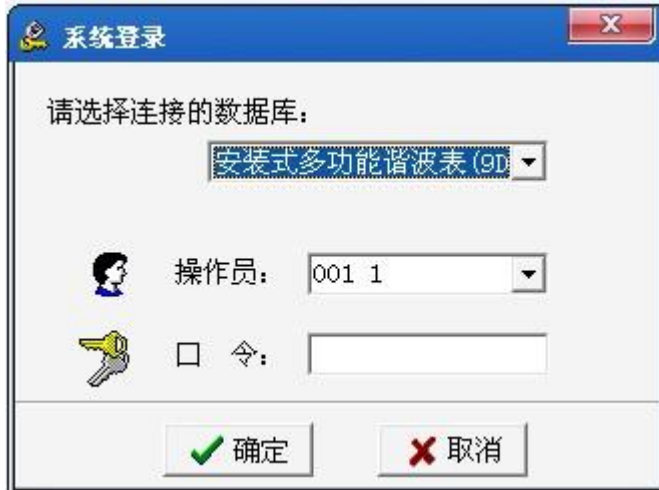 系统登录
请选择连接的数据库：
安装式多功能谐波表(9D
操作员： 001 1
口 令：
确定 取消